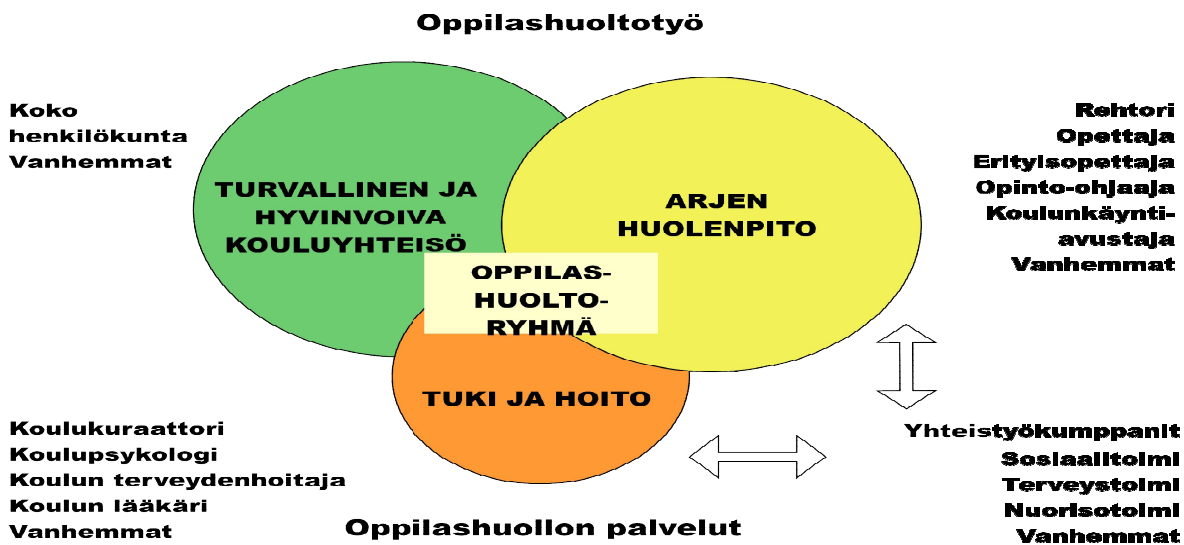 Oppilashuoltotyö
Koko
henkilökunta
Vanhemmat
TURVALLINEN JA
HYVINVOIVA
KOULUYHTEISÖ
ARJEN
HUOLENPITO
Rehtori
Opettaja
Erityisopettaja
Opinto-ohjaaja
Koulunkäynti-
avustaja
Vanhemmat
OPPILAS-
HUOLTO-
RYHMÄ
TUKI JA HOITO
Koulukuraattori
Koulupsykologi
Koulun terveydenhoitaja
Koulun lääkäri
Vanhemmat
Yhteistyökumppanit
Sosiaalitoimi
Terveystoimi
Nuorisotoimi
Vanhemmat
Oppilashuollon palvelut